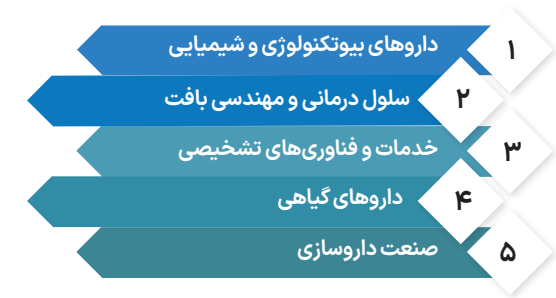 ۱ داروهای بیوتکنولوژی و شیمیایی
۲ سلول درمانی و مهندسی بافت
۳ خدمات و فناوری‌های تشخیصی
۴ داروهای گیاهی
۵ صنعت داروسازی